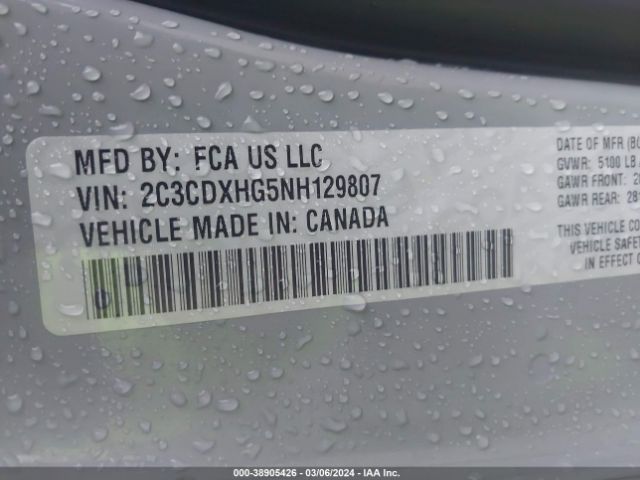 MFD BY: FCA US LLC
VIN: 2C3CDXHG5NH129807
VEHICLE MADE IN: CANADA
DATE OF MFR
GVWR: 5100 LB
GAWR FRONT:
GAWR REAR:
THIS VEHICLE
VEHICLE
IN EFFECT
000-38905426 - 03/06/2024 - IAA Inc.